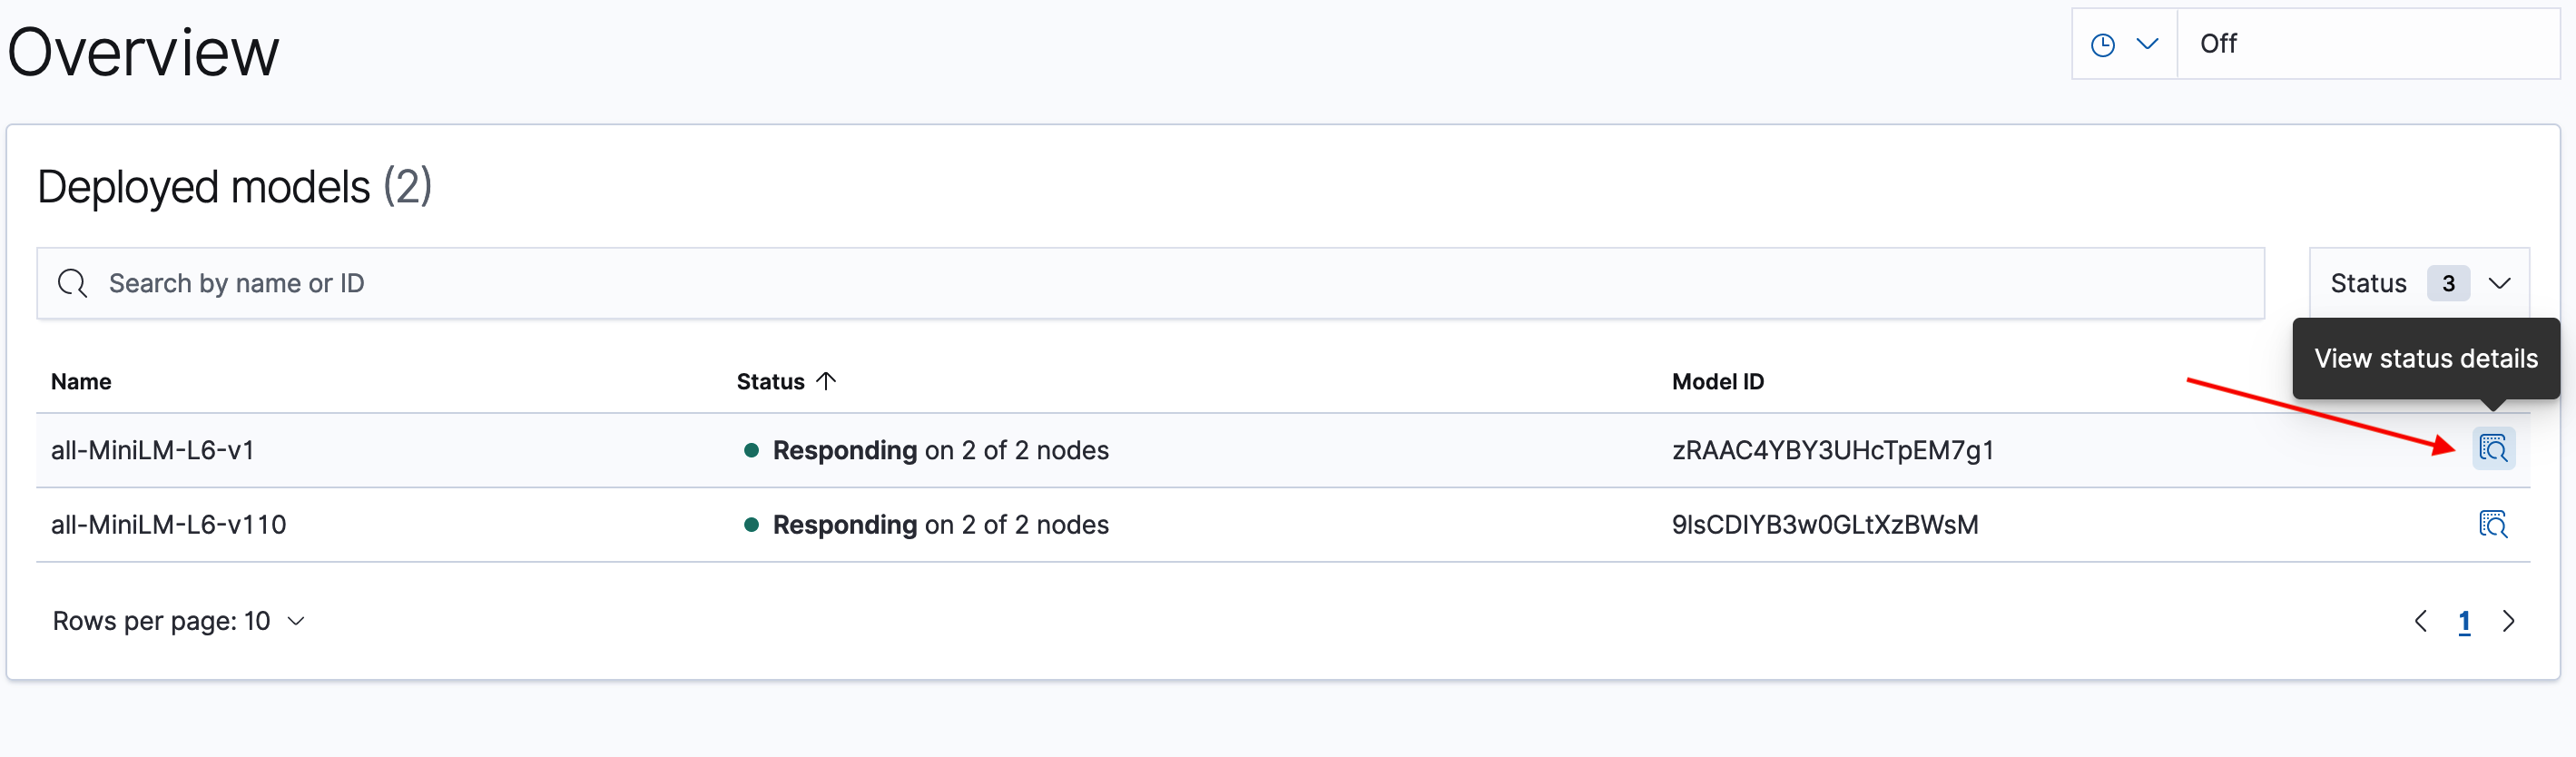 Overview
Off
Deployed models (2)
Search by name or ID
Status 3
View status details
Name Status Model ID
all-MiniLM-L6-v1 Responding on 2 of 2 nodes zRAAC4YBY3UHcTpEM7g1
all-MiniLM-L6-v110 Responding on 2 of 2 nodes 9IsCDIYB3w0GLtXzBWsM
Rows per page: 10
1